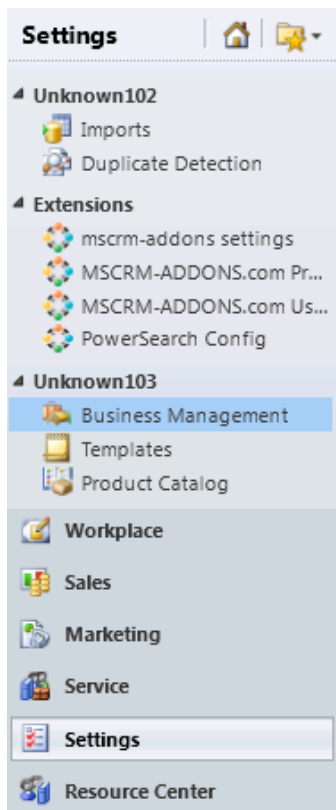 Settings
Unknown102
Imports
Duplicate Detection
Extensions
mscrm-addons settings
MSCRM-ADDONS.com Pr...
MSCRM-ADDONS.com Us...
PowerSearch Config
Unknown103
Business Management
Templates
Product Catalog
Workplace
Sales
Marketing
Service
Settings
Resource Center